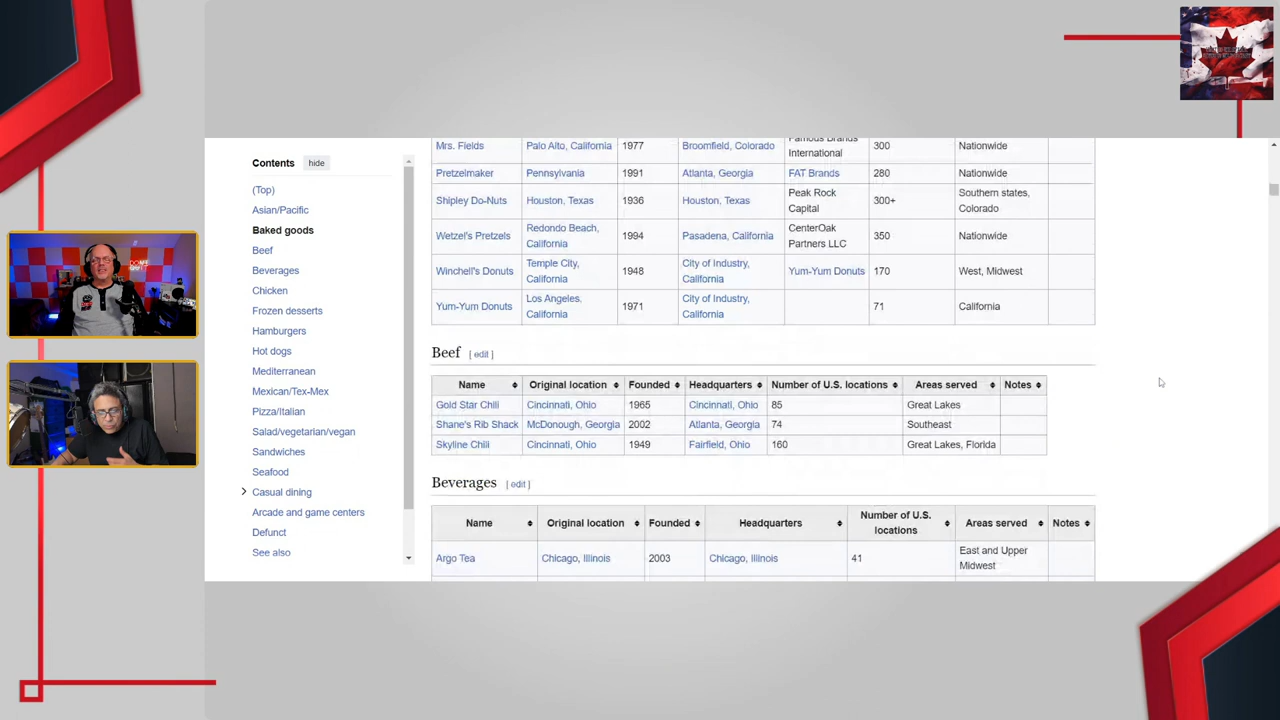 Contents hide
(Top)
Asian/Pacific
Baked goods
Beef
Beverages
Chicken
Frozen desserts
Hamburgers
Hot dogs
Mediterranean
Mexican/Tex-Mex
Pizza/Italian
Salad/vegetarian/vegan
Sandwiches
Seafood
Casual dining
Arcade and game centers
Defunct
See also
Mrs. Fields Palo Alto, California 1977 Broomfield, Colorado Famous Brands International 300 Nationwide
Pretzelmaker Pennsylvania 1991 Atlanta, Georgia FAT Brands 280 Nationwide
Shipley Do-Nuts Houston, Texas 1936 Houston, Texas Peak Rock Capital 300+ Southern states, Colorado
Wetzel's Pretzels Redondo Beach, California 1994 Pasadena, California CenterOak Partners LLC 350 Nationwide
Winchell's Donuts Temple City, California 1948 City of Industry, California Yum-Yum Donuts 170 West, Midwest
Yum-Yum Donuts Los Angeles, California 1971 City of Industry, California 71 California
Beef [ edit ]
Name Original location Founded Headquarters Number of U.S. locations Areas served Notes
Gold Star Chili Cincinnati, Ohio 1965 Cincinnati, Ohio 85 Great Lakes
Shane's Rib Shack McDonough, Georgia 2002 Atlanta, Georgia 74 Southeast
Skyline Chili Cincinnati, Ohio 1949 Fairfield, Ohio 160 Great Lakes, Florida
Beverages [ edit ]
Name Original location Founded Headquarters Number of U.S. locations Areas served Notes
Argo Tea Chicago, Illinois 2003 Chicago, Illinois 41 East and Upper Midwest